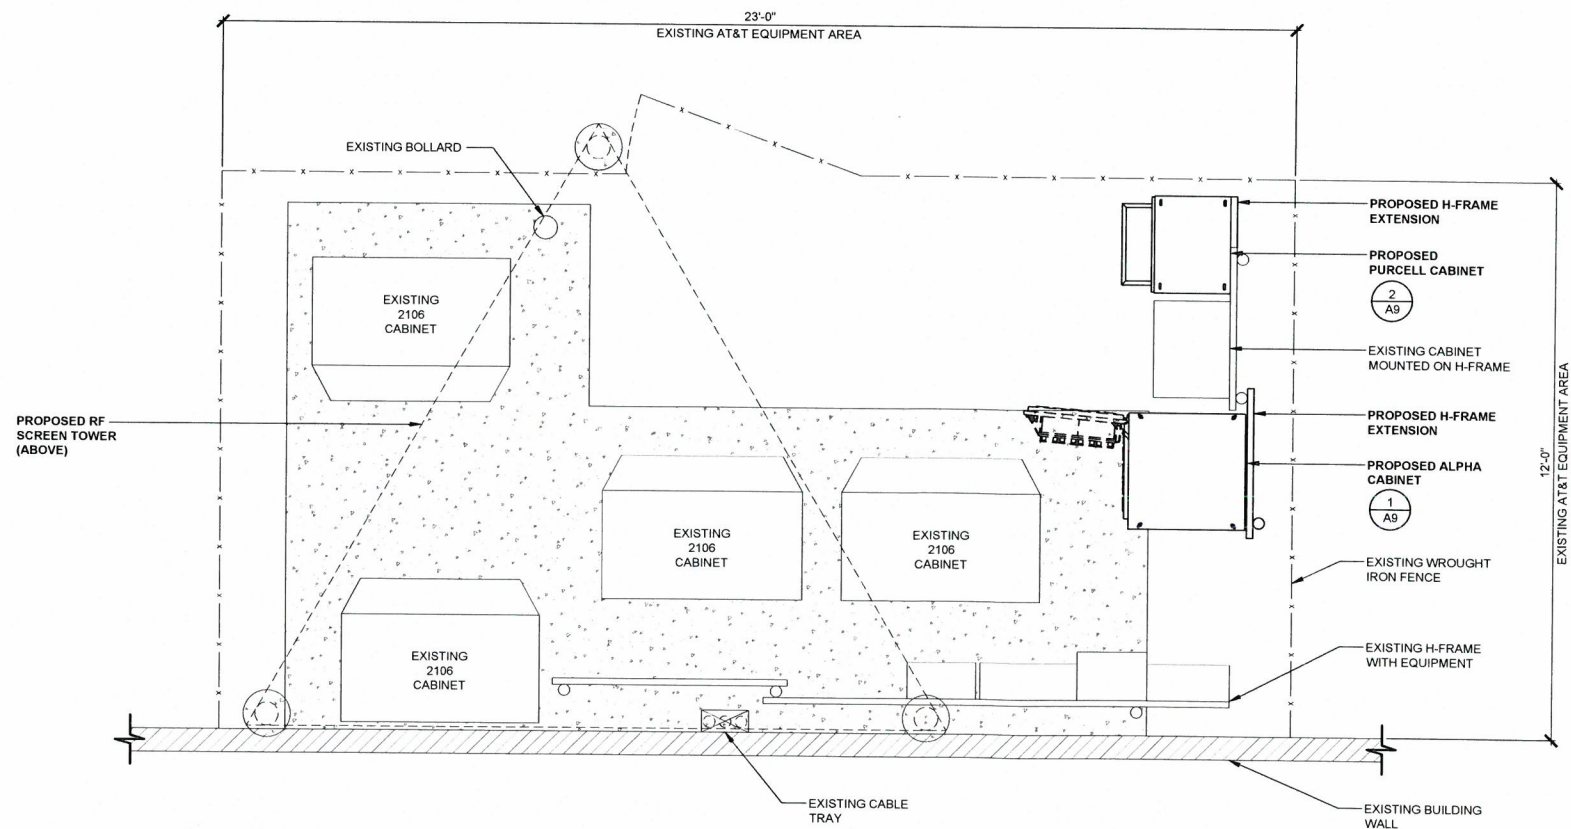 23'-0"
EXISTING AT&T EQUIPMENT AREA
EXISTING BOLLARD
PROPOSED H-FRAME
EXTENSION
PROPOSED
PURCELL CABINET
2
A9
EXISTING
2106
CABINET
EXISTING CABINET
MOUNTED ON H-FRAME
PROPOSED RF
SCREEN TOWER
(ABOVE)
PROPOSED H-FRAME
EXTENSION
PROPOSED ALPHA
CABINET
1
A9
12'-0"
EXISTING AT&T EQUIPMENT AREA
EXISTING
2106
CABINET
EXISTING
2106
CABINET
EXISTING WROUGHT
IRON FENCE
EXISTING
2106
CABINET
EXISTING H-FRAME
WITH EQUIPMENT
EXISTING CABLE
TRAY
EXISTING BUILDING
WALL